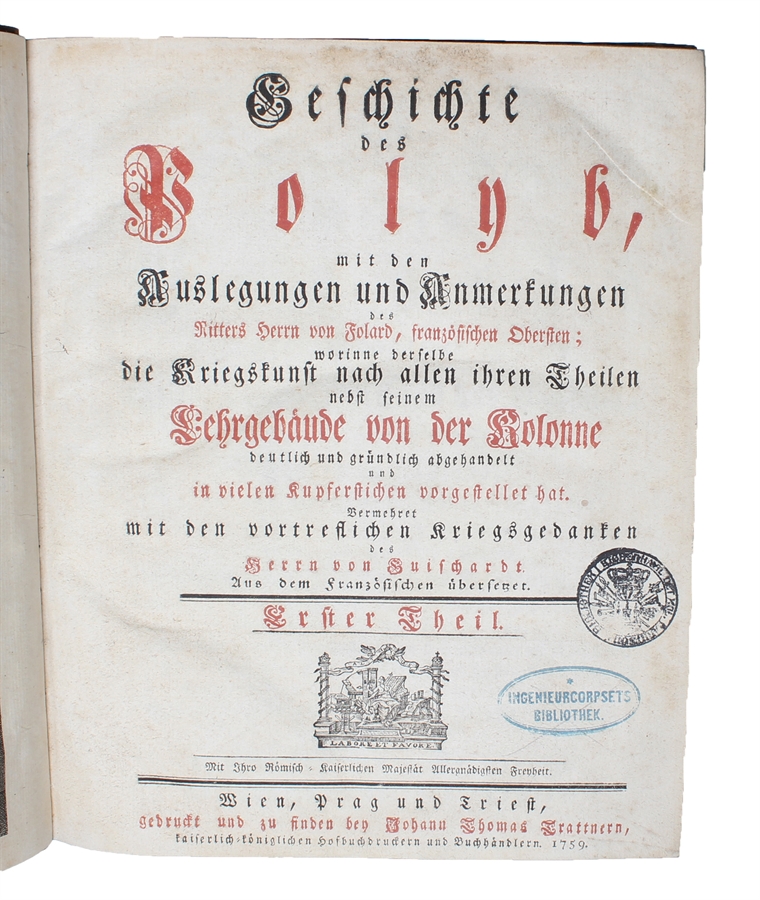 Geschichte
des
Polyb,
mit den
Auslegungen und Anmerkungen
des
Ritters Herrn von Folard, französischen Obersten;
worinne derselbe
die Kriegskunst nach allen ihren Theilen
nebst seinem
Lehrgebäude von der Kolonne
deutlich und gründlich abgehandelt
und
in vielen Kupferstichen vorgestellet hat.
Vermehret
mit den vortreflichen Kriegsgedanken
des
Herrn von Guischardt.
Aus dem Französischen übersetzet.
Erster Theil.
INGENIEURCORPSETS
BIBLIOTHEK.
LABORE ET FAVORE
Mit Ihro Römisch-Kaiserlichen Majestät Allergnädigsten Freyheit.
Wien, Prag und Triest,
gedruckt und zu finden bey Johann Thomas Trattnern,
kaiserlich-königlichen Hofbuchdruckern und Buchhändlern. 1759.